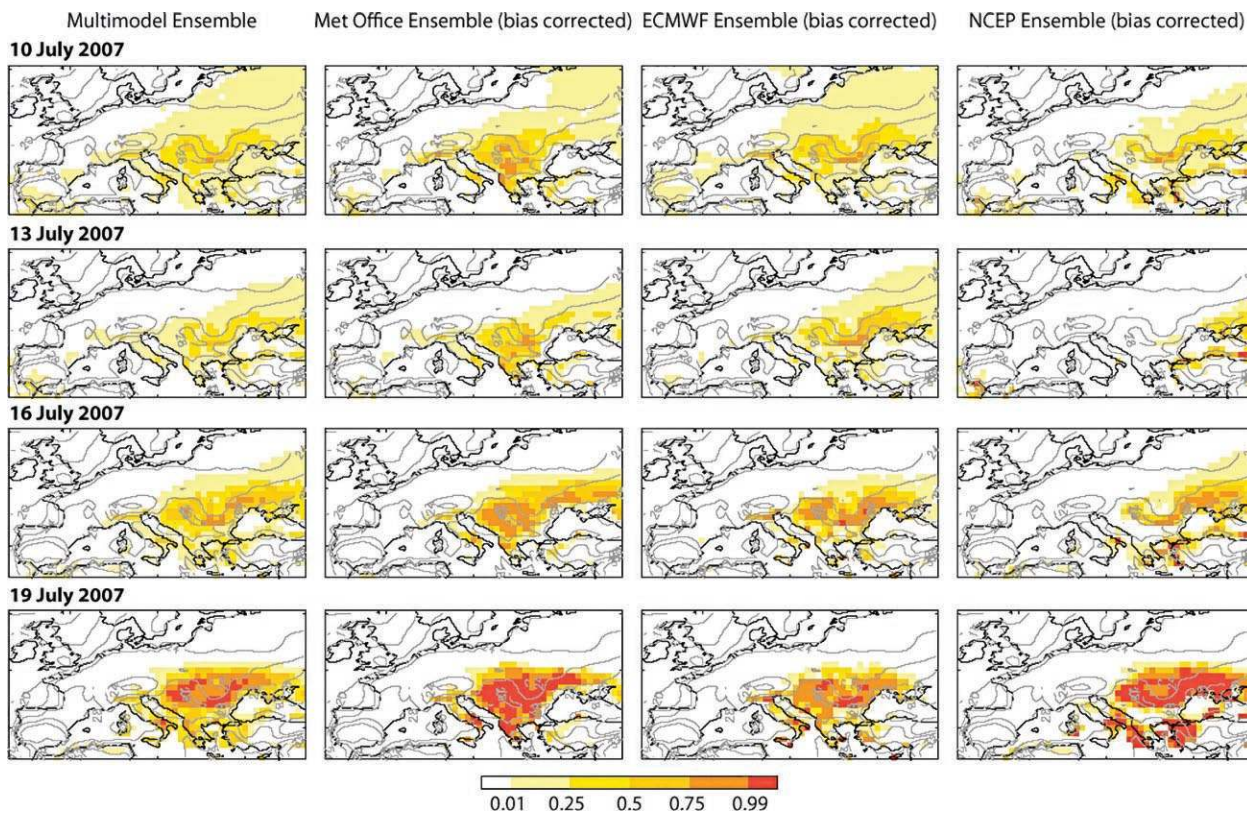 Multimodel Ensemble Met Office Ensemble (bias corrected) ECMWF Ensemble (bias corrected) NCEP Ensemble (bias corrected)
10 July 2007
13 July 2007
16 July 2007
19 July 2007
0.01 0.25 0.5 0.75 0.99